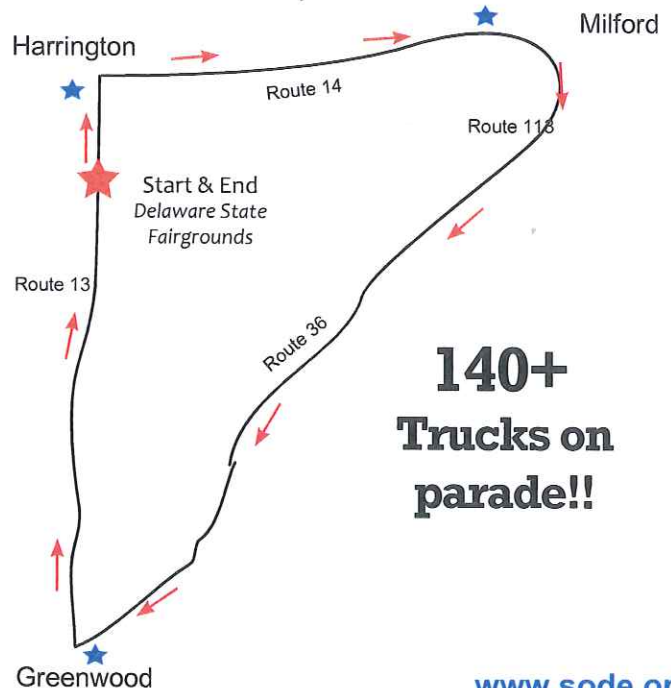 Milford
Harrington
Route 14
Route 113
Start & End
Delaware State
Fairgrounds
Route 13
Route 36
140+
Trucks on
parade!!
Greenwood